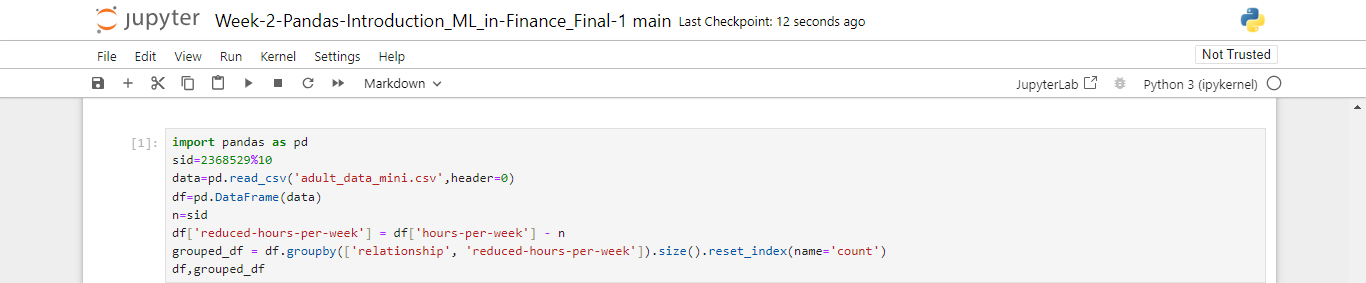 jupyter Week-2-Pandas-Introduction_ML_in-Finance_Final-1 main Last Checkpoint: 12 seconds ago
File Edit View Run Kernel Settings Help Not Trusted
Markdown JupyterLab Python 3 (ipykernel)
[1]: import pandas as pd
sid=2368529%10
data=pd.read_csv('adult_data_mini.csv',header=0)
df=pd.DataFrame(data)
n=sid
df['reduced-hours-per-week'] = df['hours-per-week'] - n
grouped_df = df.groupby(['relationship', 'reduced-hours-per-week']).size().reset_index(name='count')
df,grouped_df